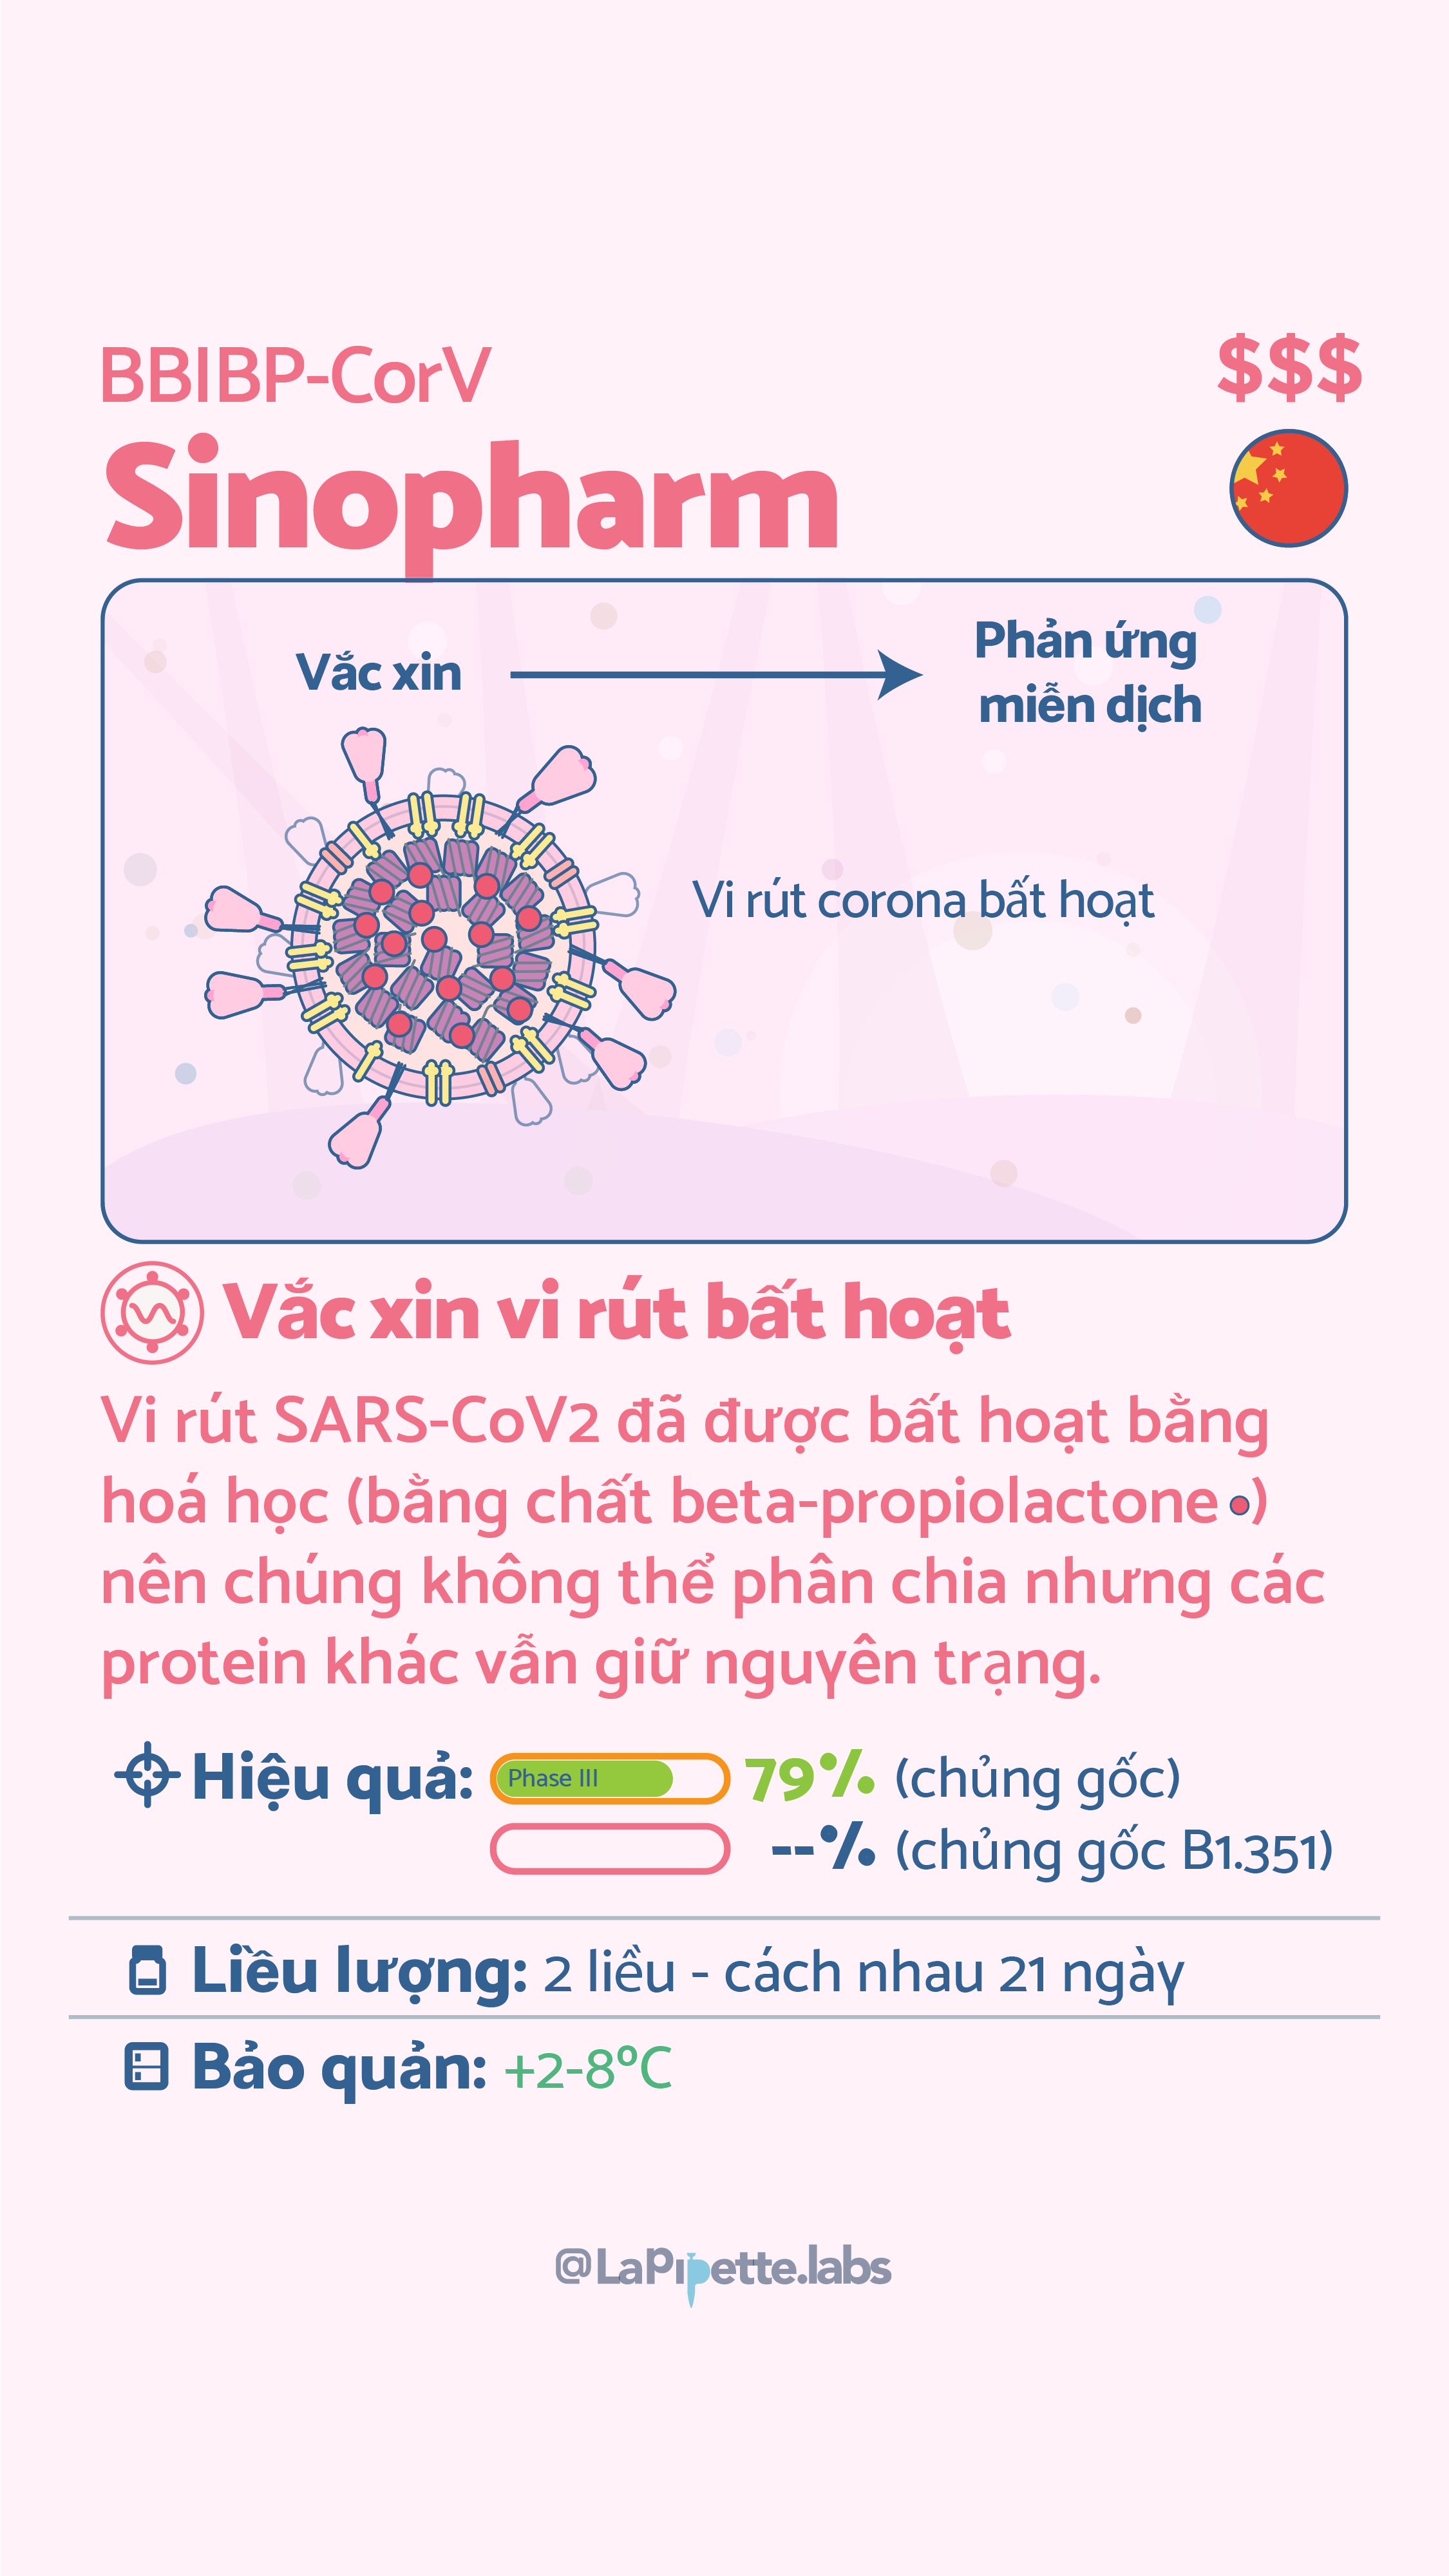 BBIBP-CorV
$$$
Sinopharm
Vắc xin
Phản ứng
miễn dịch
Vi rút corona bất hoạt
Vắc xin vi rút bất hoạt
Vi rút SARS-CoV2 đã được bất hoạt bằng
hoá học (bằng chất beta-propiolactone )
nên chúng không thể phân chia nhưng các
protein khác vẫn giữ nguyên trạng.
Hiệu quả: Phase III 79% (chủng gốc)
--% (chủng gốc B1.351)
Liều lượng: 2 liều - cách nhau 21 ngày
Bảo quản: +2-8ºC
@LaPipette.labs